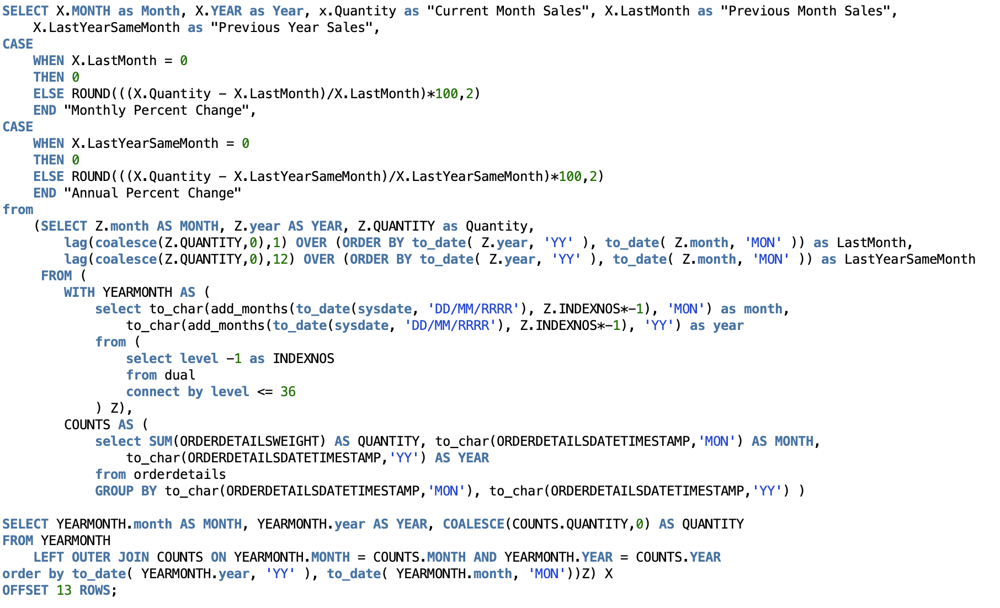 SELECT X.MONTH as Month, X.YEAR as Year, x.Quantity as "Current Month Sales", X.LastMonth as "Previous Month Sales",
    X.LastYearSameMonth as "Previous Year Sales",
CASE
    WHEN X.LastMonth = 0
    THEN 0
    ELSE ROUND(((X.Quantity - X.LastMonth)/X.LastMonth)*100,2)
    END "Monthly Percent Change",
CASE
    WHEN X.LastYearSameMonth = 0
    THEN 0
    ELSE ROUND(((X.Quantity - X.LastYearSameMonth)/X.LastYearSameMonth)*100,2)
    END "Annual Percent Change"
from
    (SELECT Z.month AS MONTH, Z.year AS YEAR, Z.QUANTITY as Quantity,
        lag(coalesce(Z.QUANTITY,0),1) OVER (ORDER BY to_date( Z.year, 'YY' ), to_date( Z.month, 'MON' )) as LastMonth,
        lag(coalesce(Z.QUANTITY,0),12) OVER (ORDER BY to_date( Z.year, 'YY' ), to_date( Z.month, 'MON' )) as LastYearSameMonth
     FROM (
        WITH YEARMONTH AS (
            select to_char(add_months(to_date(sysdate, 'DD/MM/RRRR'), Z.INDEXNOS*-1), 'MON') as month,
                to_char(add_months(to_date(sysdate, 'DD/MM/RRRR'), Z.INDEXNOS*-1), 'YY') as year
            from (
                select level -1 as INDEXNOS
                from dual
                connect by level <= 36
            ) Z),
        COUNTS AS (
            select SUM(ORDERDETAILSWEIGHT) AS QUANTITY, to_char(ORDERDETAILSDATETIMESTAMP,'MON') AS MONTH,
                to_char(ORDERDETAILSDATETIMESTAMP,'YY') AS YEAR
            from orderdetails
            GROUP BY to_char(ORDERDETAILSDATETIMESTAMP,'MON'), to_char(ORDERDETAILSDATETIMESTAMP,'YY') )
SELECT YEARMONTH.month AS MONTH, YEARMONTH.year AS YEAR, COALESCE(COUNTS.QUANTITY,0) AS QUANTITY
FROM YEARMONTH
    LEFT OUTER JOIN COUNTS ON YEARMONTH.MONTH = COUNTS.MONTH AND YEARMONTH.YEAR = COUNTS.YEAR
order by to_date( YEARMONTH.year, 'YY' ), to_date( YEARMONTH.month, 'MON'))Z) X
OFFSET 13 ROWS;